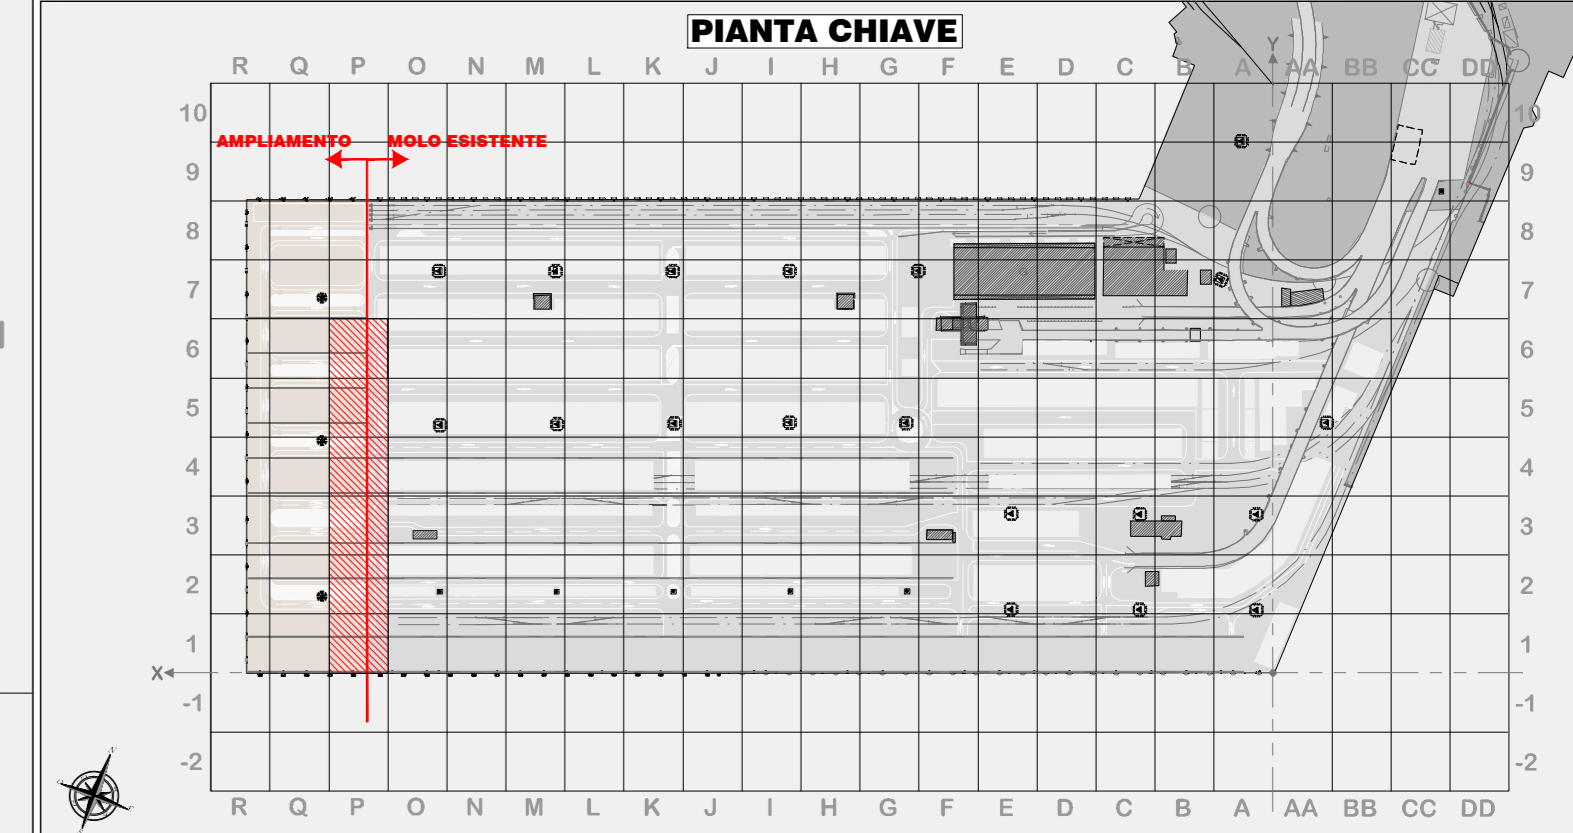 PIANTA CHIAVE
R Q P O N M L K J I H G F E D C B A AA BB CC DD
Y
10 10
AMPLIAMENTO MOLO ESISTENTE
9 9
8 8
7 7
6 6
5 5
4 4
3 3
2 2
1 1
X
-1 -1
-2 -2
N
R Q P O N M L K J I H G F E D C B A AA BB CC DD